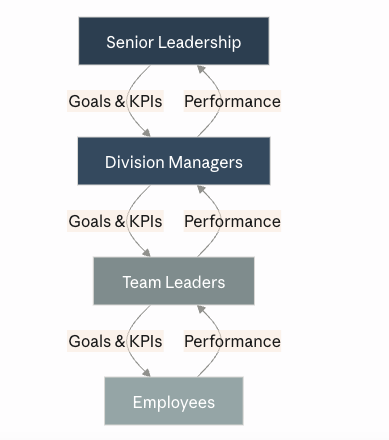 Senior Leadership
Goals & KPIs Performance
Division Managers
Goals & KPIs Performance
Team Leaders
Goals & KPIs Performance
Employees